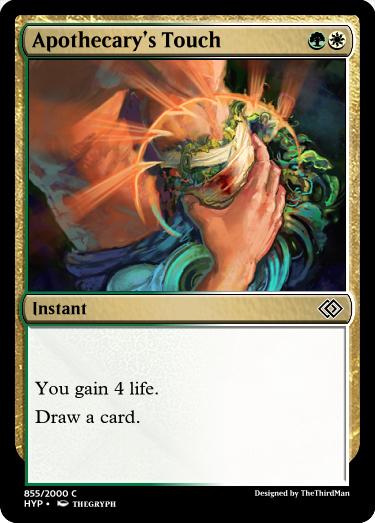 Apothecary's Touch
Instant
You gain 4 life.
Draw a card.
855/2000 C
Designed by TheThirdMan
HYP • THEGRYPH